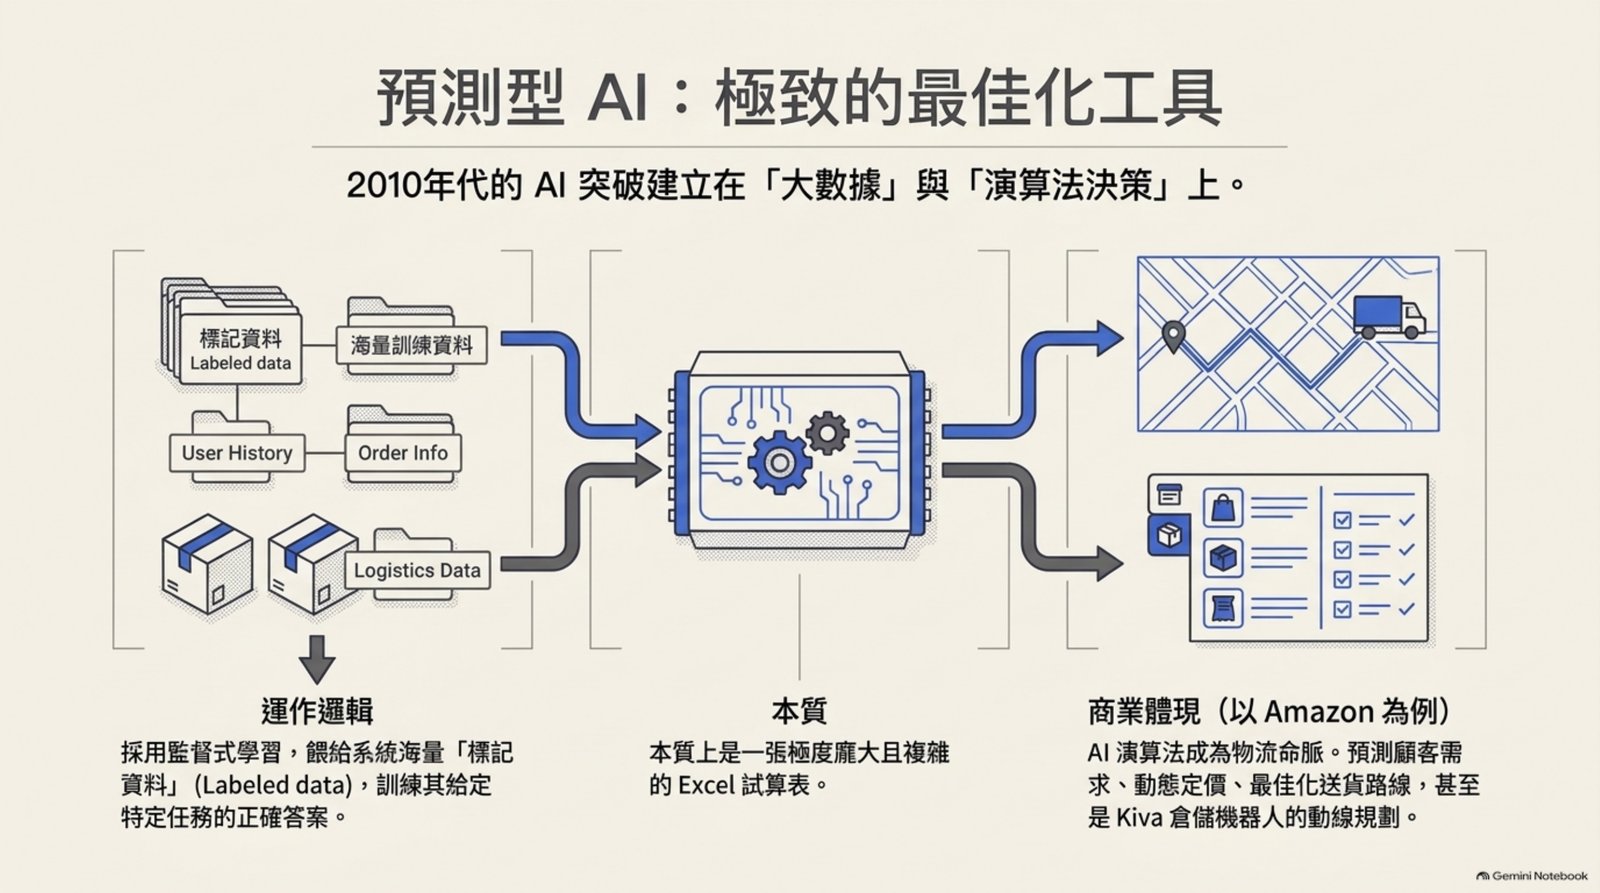 預測型 AI：極致的最佳化工具
2010年代的 AI 突破建立在「大數據」與「演算法決策」上。
標記資料
Labeled data
海量訓練資料
User History
Order Info
Logistics Data
運作邏輯
採用監督式學習，餵給系統海量「標記
資料」(Labeled data)，訓練其給定
特定任務的正確答案。
本質
本質上是一張極度龐大且複雜
的 Excel 試算表。
商業體現（以 Amazon 為例）
AI 演算法成為物流命脈。預測顧客需
求、動態定價、最佳化送貨路線，甚至
是 Kiva 倉儲機器人的動線規劃。
Gemini Notebook